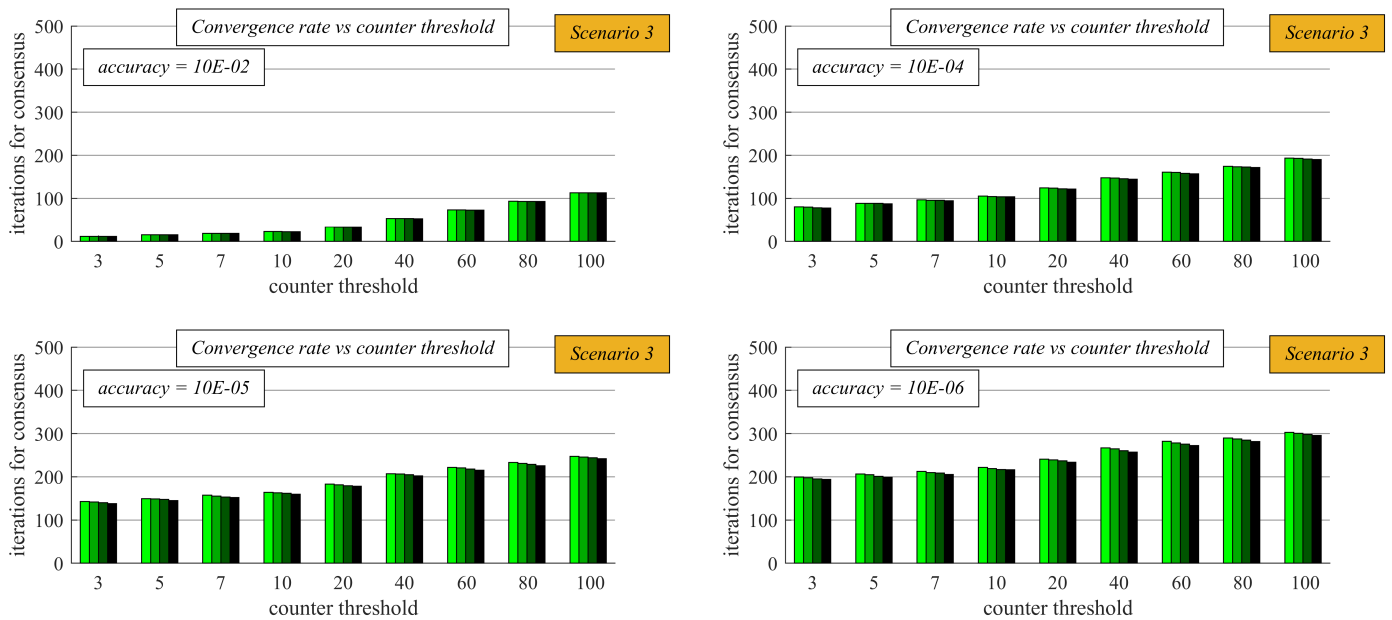 Convergence rate vs counter threshold
Scenario 3
accuracy = 10E-02
iterations for consensus
500
400
300
200
100
0
3 5 7 10 20 40 60 80 100
counter threshold
Convergence rate vs counter threshold
Scenario 3
accuracy = 10E-04
iterations for consensus
500
400
300
200
100
0
3 5 7 10 20 40 60 80 100
counter threshold
Convergence rate vs counter threshold
Scenario 3
accuracy = 10E-05
iterations for consensus
500
400
300
200
100
0
3 5 7 10 20 40 60 80 100
counter threshold
Convergence rate vs counter threshold
Scenario 3
accuracy = 10E-06
iterations for consensus
500
400
300
200
100
0
3 5 7 10 20 40 60 80 100
counter threshold